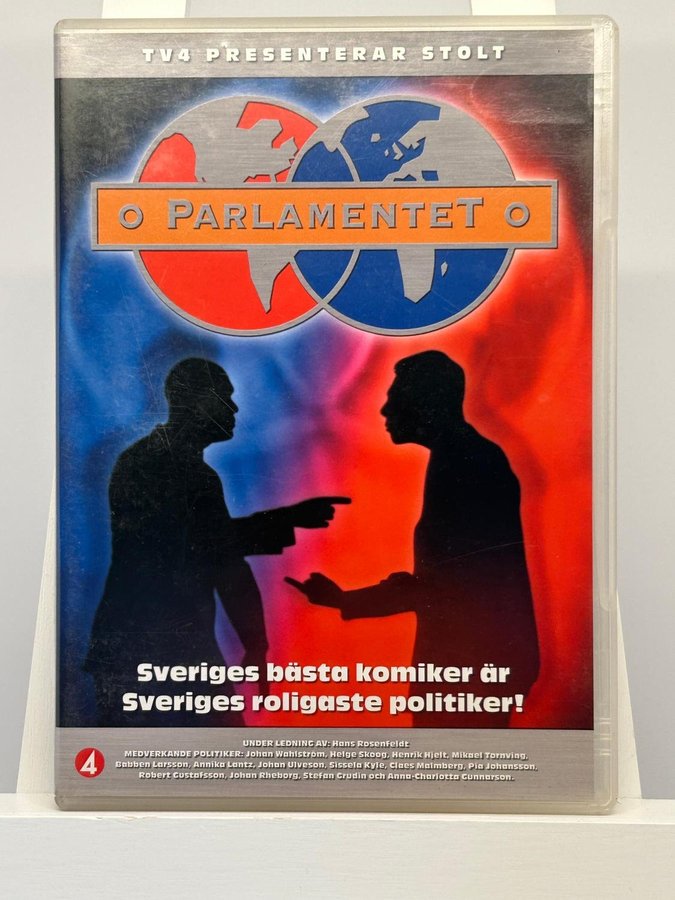 TV4 PRESENTERAR STOLT
PARLAMENTET
Sveriges bästa komiker är
Sveriges roligaste politiker!
UNDER LEDNING AV: Hans Rosenfeldt
MEDVERKANDE POLITIKER: Johan Wahlström, Helge Skoog, Henrik Hjelt, Mikael Tornving,
Babben Larsson, Annika Lantz, Johan Ulveson, Sissela Kyle, Claes Malmberg, Pia Johansson,
Robert Gustafsson, Johan Rheborg, Stefan Grudin och Anna-Charlotta Gunnarson.
4